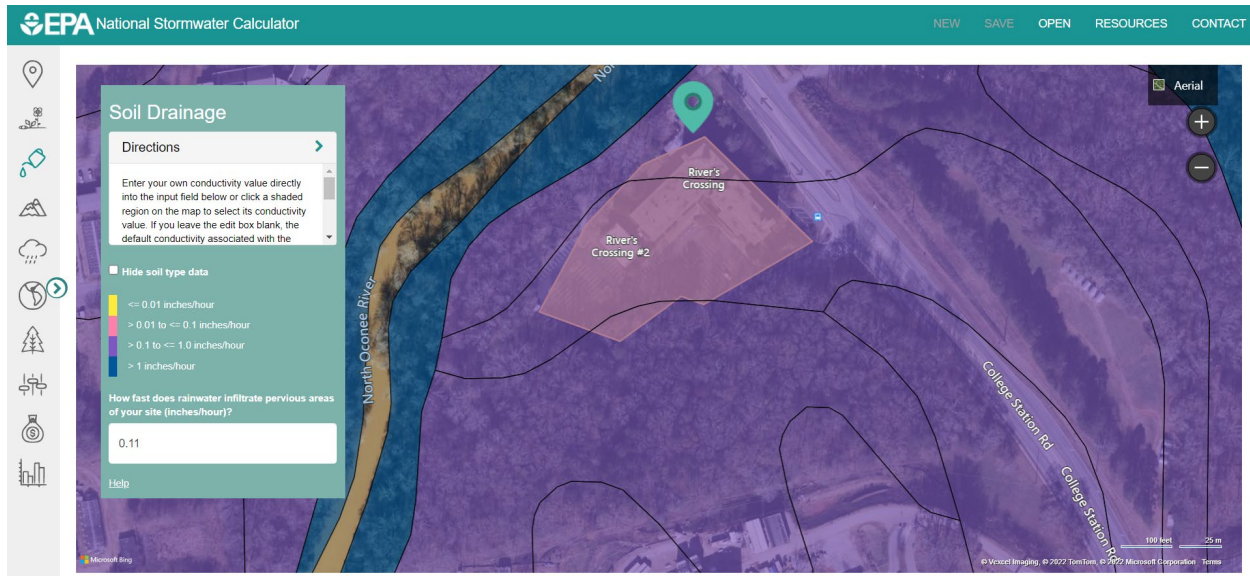 EPA National Stormwater Calculator
NEW SAVE OPEN RESOURCES CONTACT
Soil Drainage
Directions
Enter your own conductivity value directly
into the input field below or click a shaded
region on the map to select its conductivity
value. If you leave the edit box blank, the
default conductivity associated with the
Hide soil type data
<= 0.01 inches/hour
> 0.01 to <= 0.1 inches/hour
> 0.1 to <= 1.0 inches/hour
> 1 inches/hour
How fast does rainwater infiltrate pervious areas
of your site (inches/hour)?
0.11
Help
Microsoft Bing
Aerial
River's
Crossing
River's
Crossing #2
North Oconee River
College Station Rd
College Station Rd
100 feet 25 m
© Vexcel Imaging, © 2022 TomTom, © 2022 Microsoft Corporation Terms